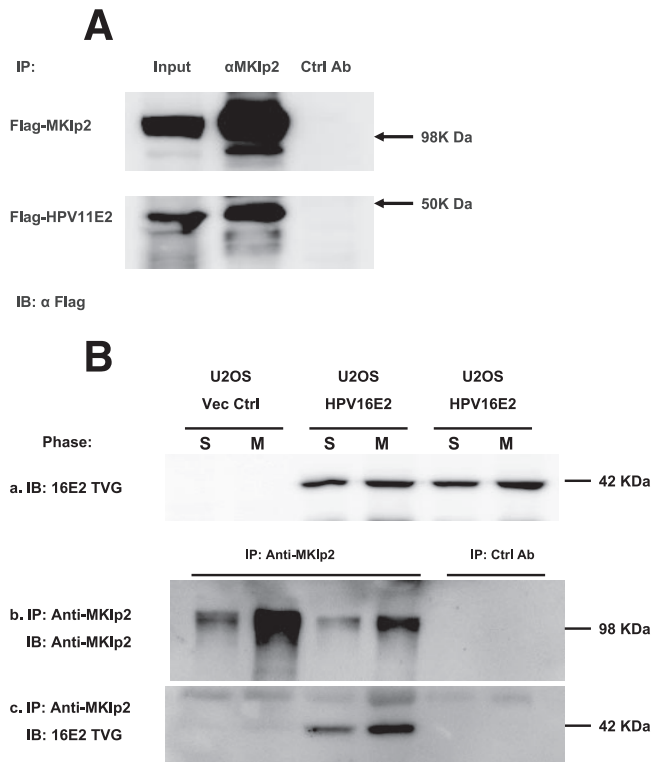 A
IP: Input αMKlp2 Ctrl Ab
Flag-MKlp2
98K Da
Flag-HPV11E2
50K Da
IB: α Flag
B
U2OS U2OS U2OS
Vec Ctrl HPV16E2 HPV16E2
Phase: S M S M S M
a. IB: 16E2 TVG
42 KDa
IP: Anti-MKlp2 IP: Ctrl Ab
b. IP: Anti-MKlp2
IB: Anti-MKlp2
98 KDa
c. IP: Anti-MKlp2
IB: 16E2 TVG
42 KDa